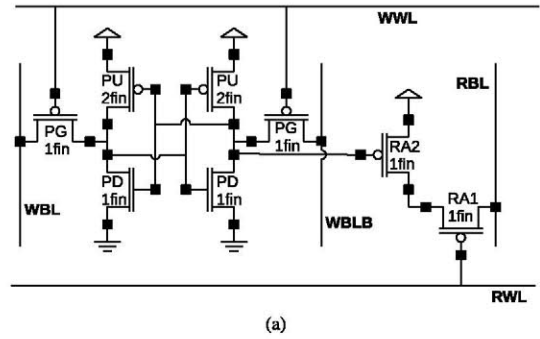 WWL
PU
2fin
PU
2fin
RBL
PG
1fin
PG
1fin
RA2
1fin
PD
1fin
PD
1fin
RA1
1fin
WBL
WBLB
RWL
(a)